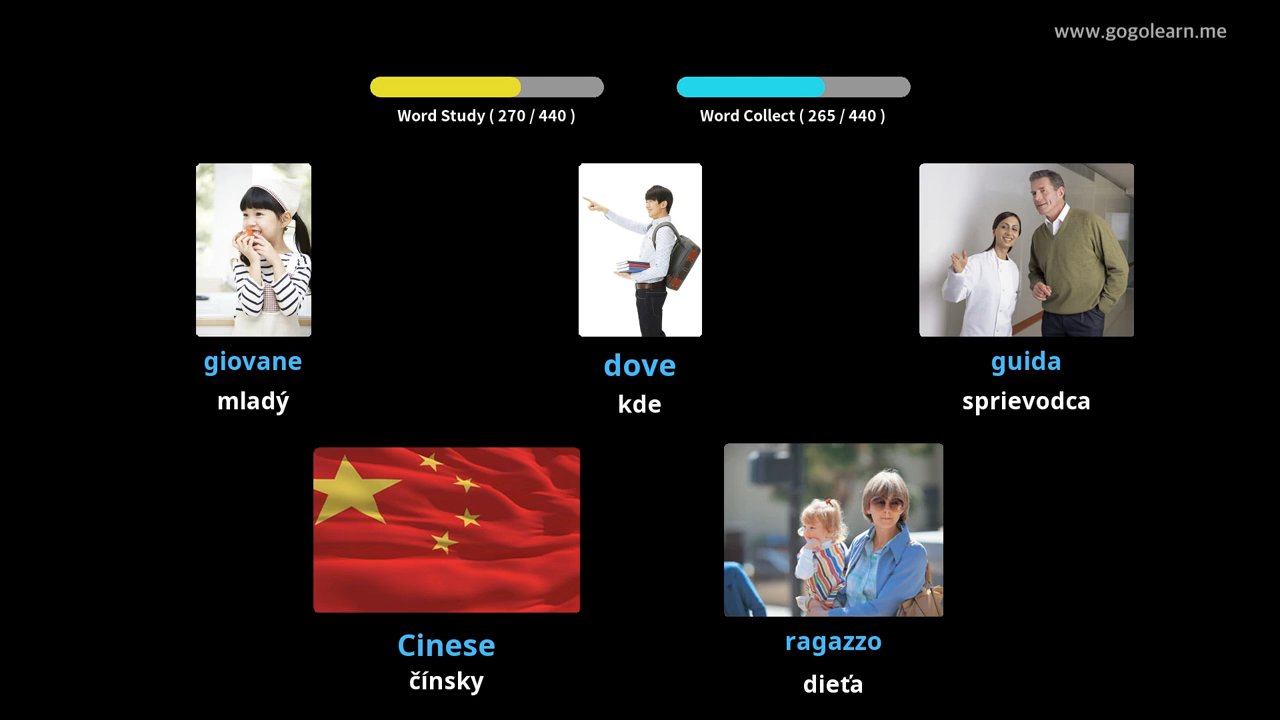 www.gogolearn.me
Word Study ( 270 / 440 )
Word Collect ( 265 / 440 )
giovane
mladý
dove
kde
guida
sprievodca
Cinese
čínsky
ragazzo
dieťa